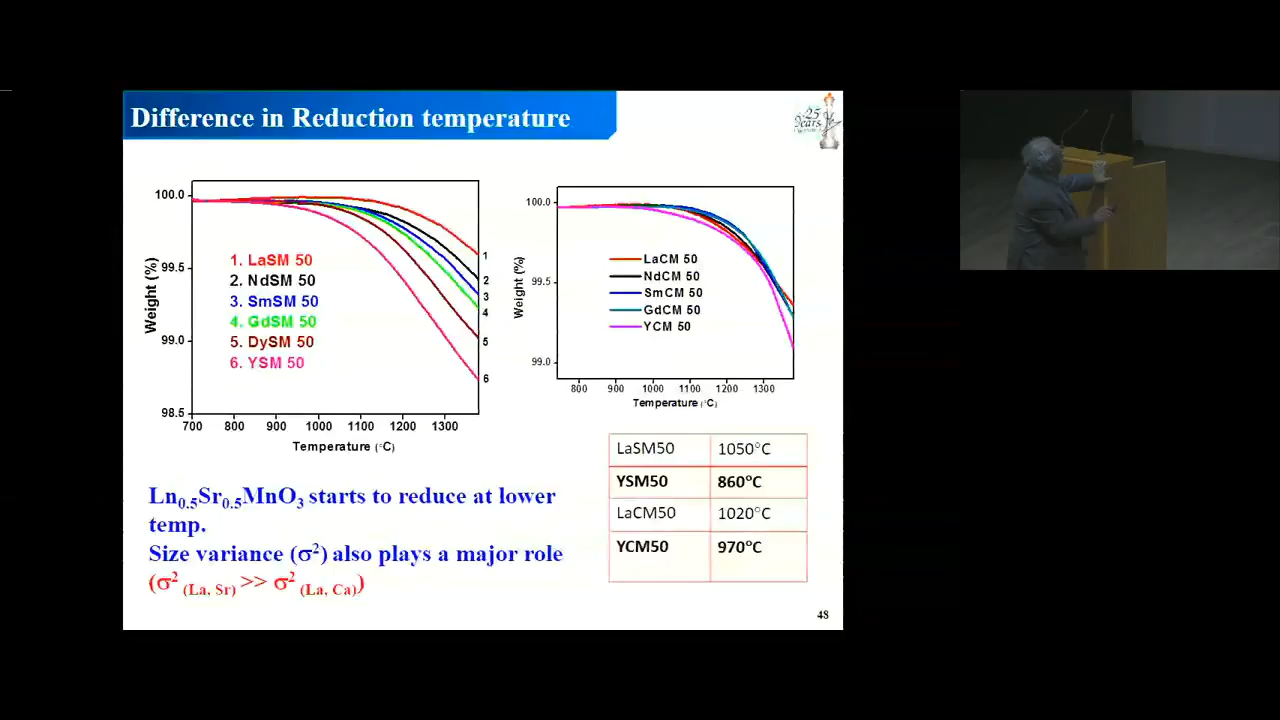 Difference in Reduction temperature
25
Years
100.0
99.5
99.0
98.5
Weight (%)
1. LaSM 50
2. NdSM 50
3. SmSM 50
4. GdSM 50
5. DySM 50
6. YSM 50
1
2
3
4
5
6
700 800 900 1000 1100 1200 1300
Temperature (°C)
100.0
99.5
99.0
Weight (%)
LaCM 50
NdCM 50
SmCM 50
GdCM 50
YCM 50
800 900 1000 1100 1200 1300
Temperature (°C)
LaSM50 1050°C
YSM50 860°C
LaCM50 1020°C
YCM50 970°C
Ln0.5Sr0.5MnO3 starts to reduce at lower
temp.
Size variance (σ²) also plays a major role
(σ² (La, Sr) >> σ² (La, Ca))
48